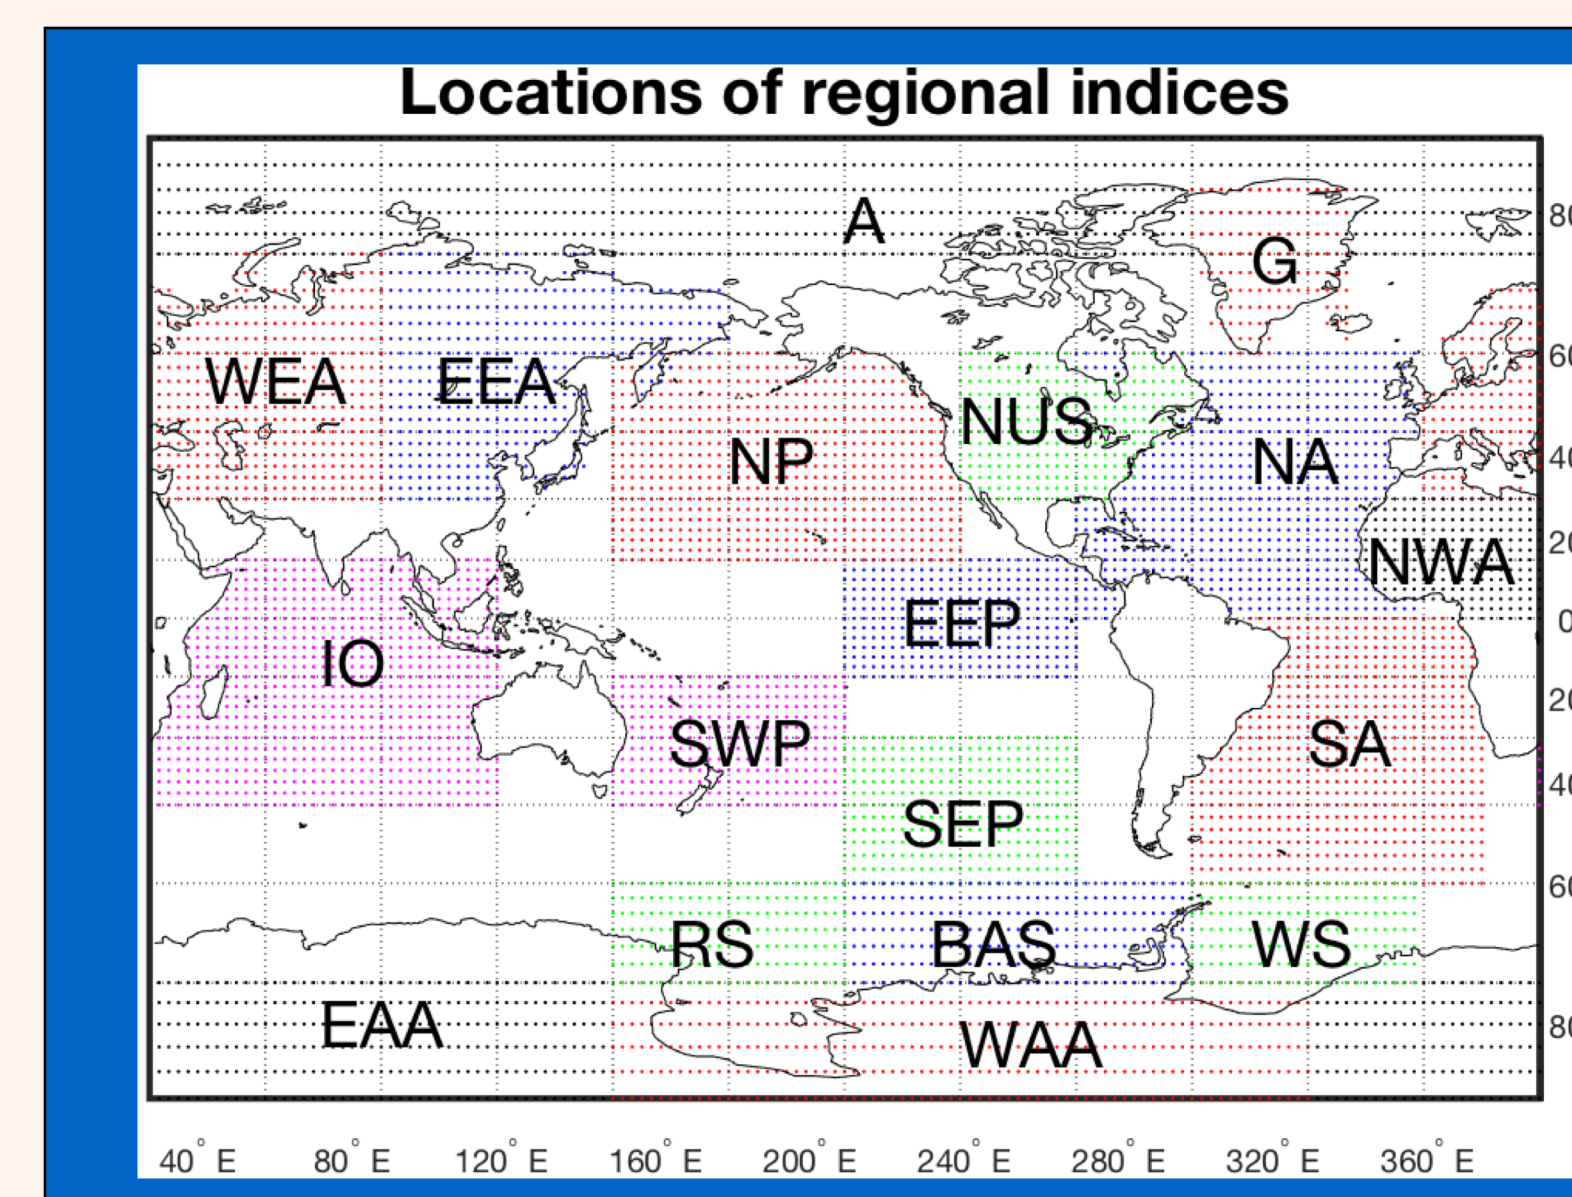 Locations of regional indices
A
G
80
WEA
EEA
60
NUS
NP
NA
40
NWA
20
EEP
0
IO
SWP
SA
20
SEP
40
60
RS
BAS
WS
EAA
WAA
80
40° E 80° E 120° E 160° E 200° E 240° E 280° E 320° E 360° E